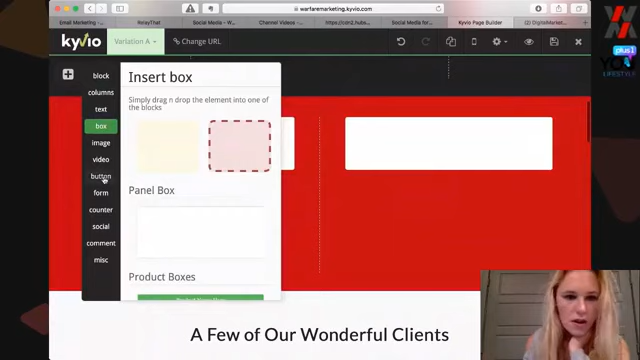 warfaremarketing.kyvio.com
Email Marketing -
RelayThat
Social Media – W...
Channel Videos -...
https://cdn2.hubs...
Social Media for...
Kyvio Page Builder
(2) DigitalMarket...
kyvio
Variation A
Change URL
plus1
YOU
LIFESTYLE
block
columns
text
box
image
video
button
form
counter
social
comment
misc
Insert box
Simply drag n drop the element into one of the blocks
Panel Box
Product Boxes
A Few of Our Wonderful Clients